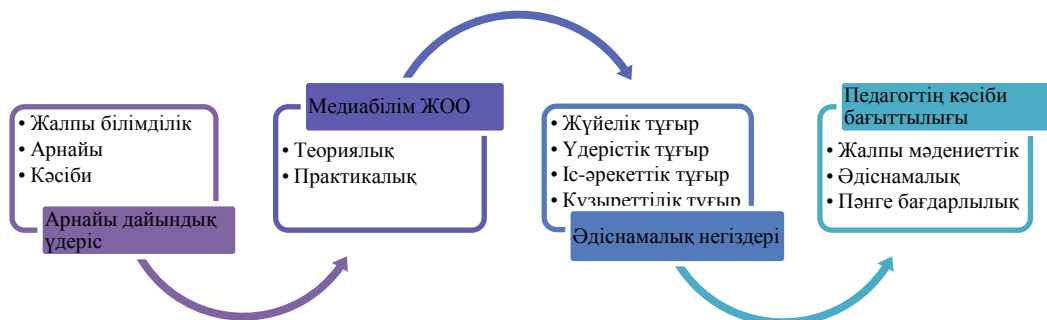 • Жалпы білімділік
• Арнайы
• Кәсіби
Арнайы дайындық
үдеріс
Медиабілім ЖОО
• Теориялық
• Практикалық
• Жүйелік тұғыр
• Үдерістік тұғыр
• Іс-әрекеттік тұғыр
• Құзыреттілік тұғыр
Әдіснамалық негіздері
Педагогтің кәсіби
бағыттылығы
• Жалпы мәдениеттік
• Әдіснамалық
• Пәнге бағдарлылық